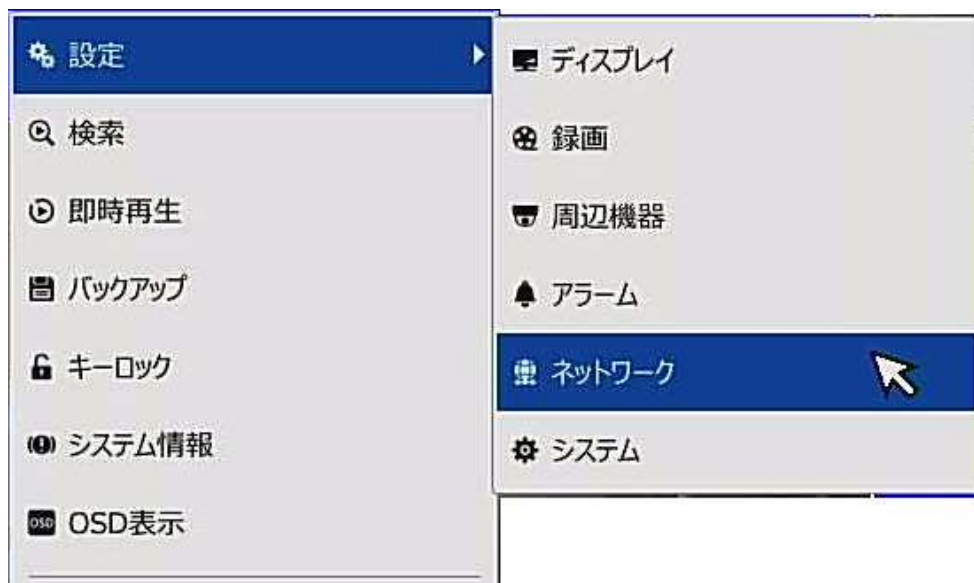 設定
検索
即時再生
バックアップ
キーロック
システム情報
OSD OSD表示
ディスプレイ
録画
周辺機器
アラーム
ネットワーク
システム